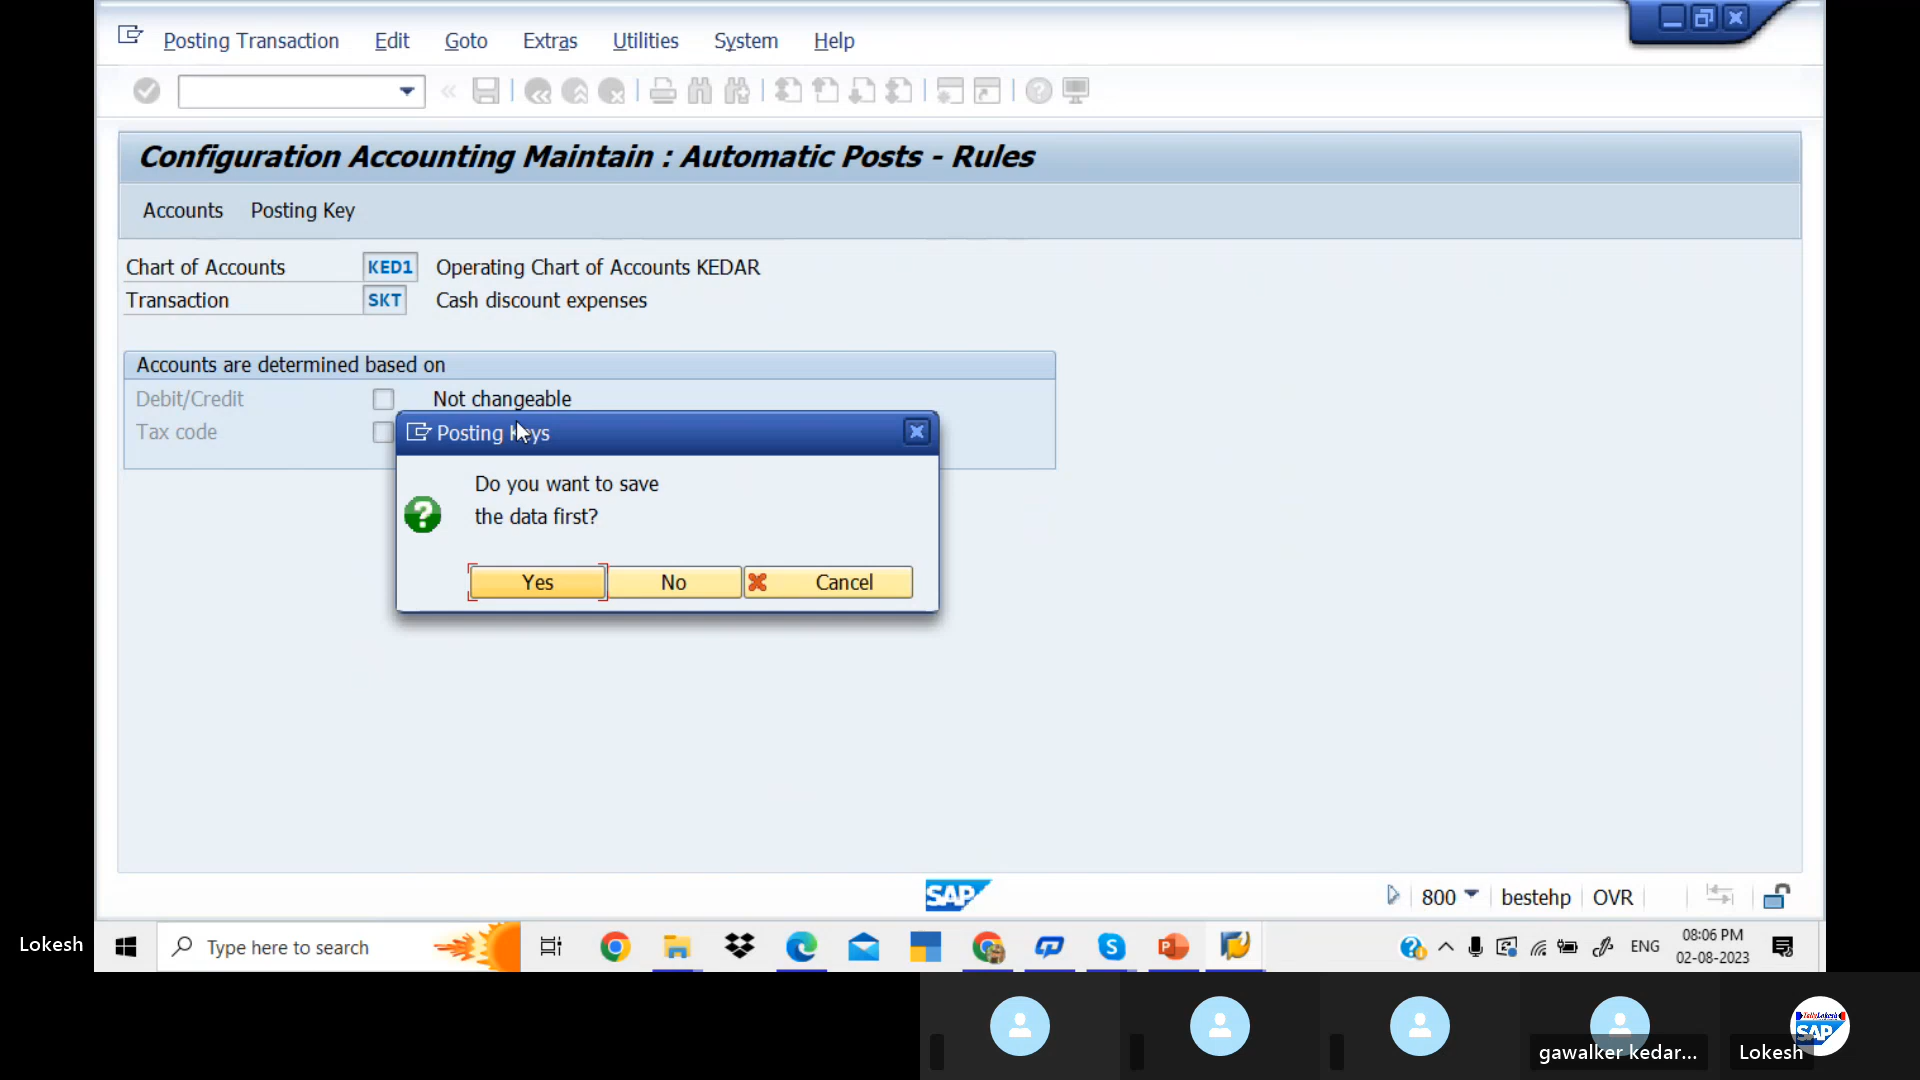 Posting Transaction Edit Goto Extras Utilities System Help
Configuration Accounting Maintain : Automatic Posts - Rules
Accounts Posting Key
Chart of Accounts KED1 Operating Chart of Accounts KEDAR
Transaction SKT Cash discount expenses
Accounts are determined based on
Debit/Credit Not changeable
Tax code
Posting Keys
Do you want to save
the data first?
Yes No Cancel
SAP
800 bestehp OVR
Lokesh
Type here to search
ENG
08:06 PM
02-08-2023
gawalker kedar...
Lokesh
SAP